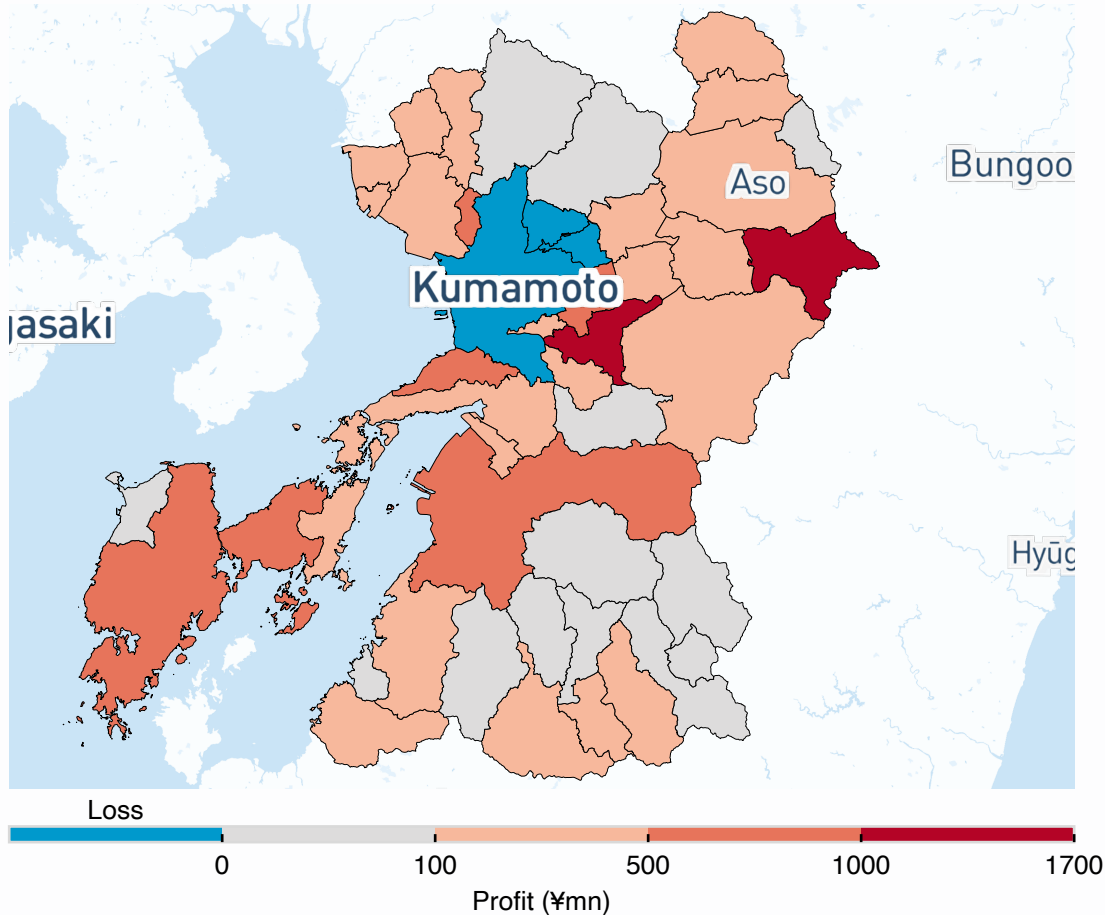 Bungoo
Aso
Kumamoto
gasaki
Hyūg
Loss
0 100 500 1000 1700
Profit (¥mn)